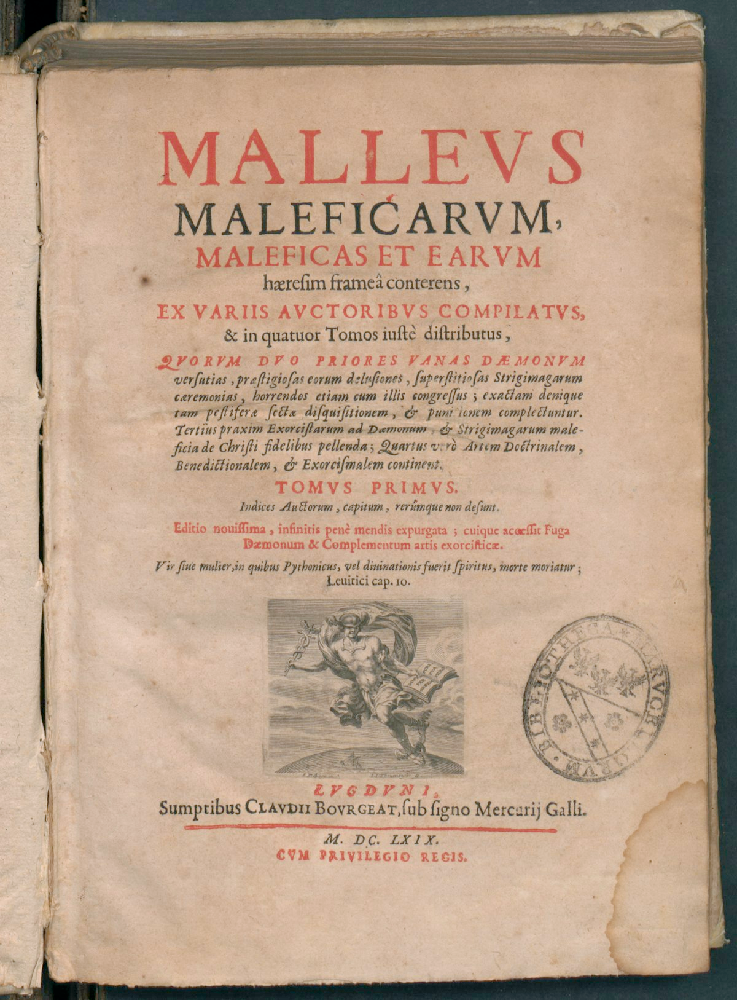 MALLEVS
MALEFICARVM,
MALEFICAS ET EARVM
hæreſim frameâ conterens,
EX VARIIS AVCTORIBVS COMPILATVS,
& in quatuor Tomos iuſtè diſtributus,
QVORVM DVO PRIORES VANAS DÆMONVM
verſutias, præſtigioſas eorum deluſiones, ſuperſtitioſas Strigimagarum
cæremonias, horrendos etiam cum illis congreſſus; exactam denique
tam peſtiferæ ſectæ diſquiſitionem, & punitionem complectuntur.
Tertius praxim Exorciſtarum ad Dæmonum, & Strigimagarum male-
ficia de Chriſti fidelibus pellenda; Quartus verò Artem Doctrinalem,
Benedictionalem, & Exorciſmalem continent.
TOMVS PRIMVS.
Indices Auctorum, capitum, rerúmque non deſunt.
Editio nouiſſima, infinitis penè mendis expurgata; cuique acceſſit Fuga
Dæmonum & Complementum artis exorciſticæ.
Vir ſiue mulier, in quibus Pythonicus, vel diuinationis fuerit ſpiritus, morte moriatur;
Leuitici cap. 10.
BIBLIOTHECA * MARVCELLORVM
LVGDVNI,
Sumptibus CLAVDII BOVRGEAT, ſub ſigno Mercurij Galli.
M. DC. LXIX.
CVM PRIVILEGIO REGIS.